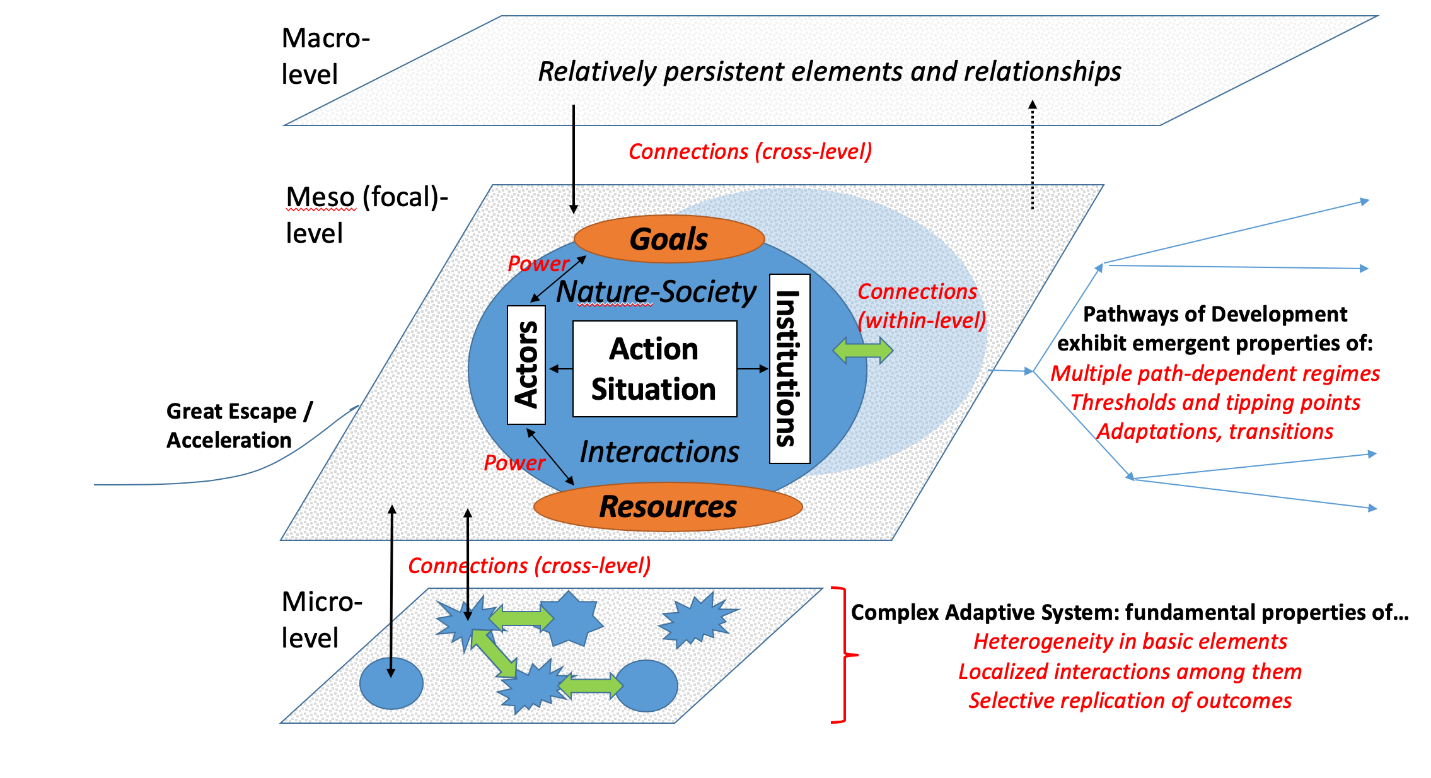 Macro-
level
Relatively persistent elements and relationships
Connections (cross-level)
Meso (focal)-
level
Goals
Power
Nature-Society
Connections
(within-level)
Actors
Action
Situation
Institutions
Interactions
Power
Resources
Great Escape /
Acceleration
Pathways of Development
exhibit emergent properties of:
Multiple path-dependent regimes
Thresholds and tipping points
Adaptations, transitions
Connections (cross-level)
Micro-
level
Complex Adaptive System: fundamental properties of…
Heterogeneity in basic elements
Localized interactions among them
Selective replication of outcomes